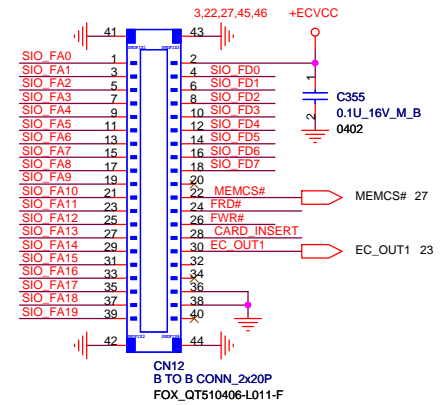 3,22,27,45,46 +ECVCC
41 43
SIO_FA0 1 2
SIO_FA1 3 4 SIO_FD0
SIO_FA2 5 6 SIO_FD1
SIO_FA3 7 8 SIO_FD2
SIO_FA4 9 10 SIO_FD3
SIO_FA5 11 12 SIO_FD4
SIO_FA6 13 14 SIO_FD5
SIO_FA7 15 16 SIO_FD6
SIO_FA8 17 18 SIO_FD7
SIO_FA9 19 20
SIO_FA10 21 22 MEMCS# MEMCS# 27
SIO_FA11 23 24 FRD#
SIO_FA12 25 26 FWR#
SIO_FA13 27 28 CARD_INSERT
SIO_FA14 29 30 EC_OUT1 EC_OUT1 23
SIO_FA15 31 32
SIO_FA16 33 34
SIO_FA17 35 36
SIO_FA18 37 38
SIO_FA19 39 40
42 44
1
C355
0.1U_16V_M_B
2
0402
CN12
B TO B CONN_2x20P
FOX_QT510406-L011-F